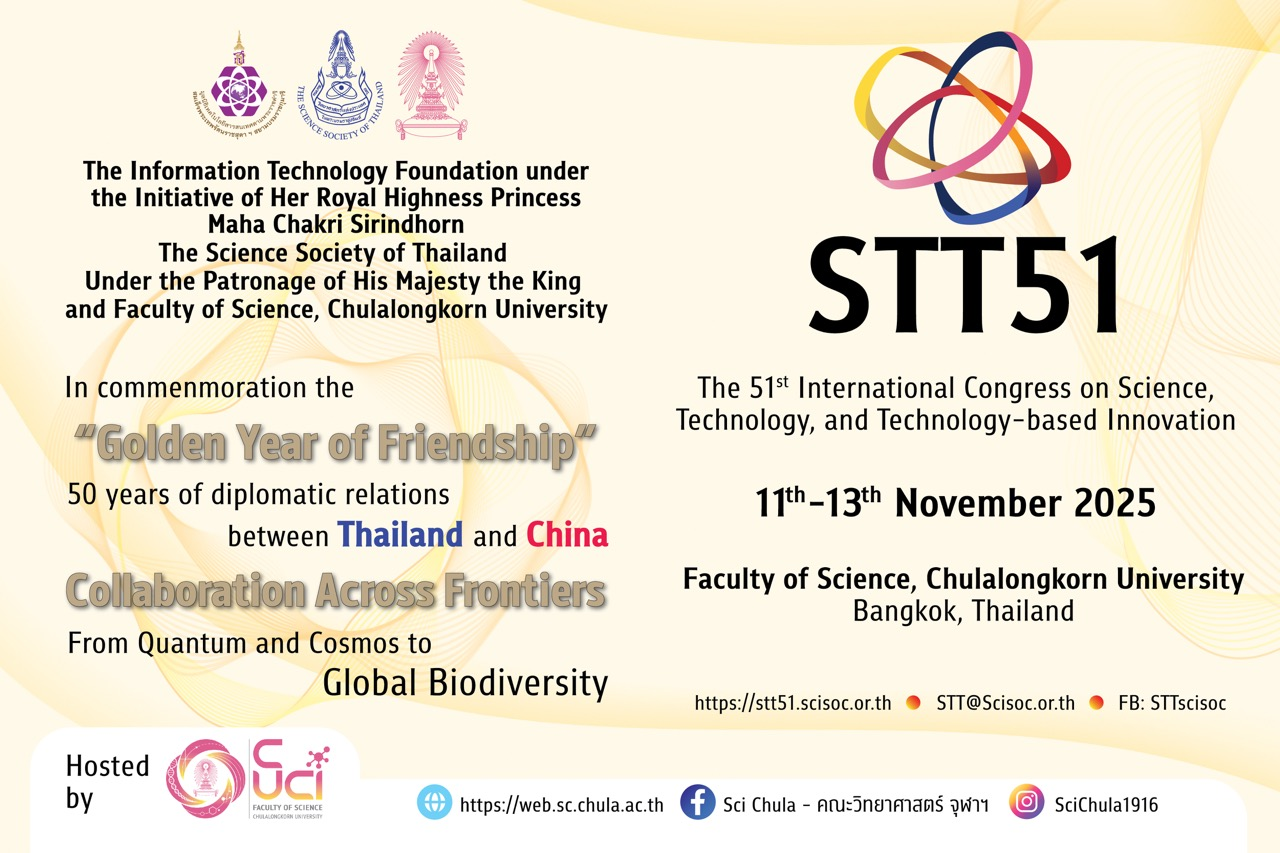 THE SCIENCE SOCIETY OF THAILAND
The Information Technology Foundation under
the Initiative of Her Royal Highness Princess
Maha Chakri Sirindhorn
The Science Society of Thailand
Under the Patronage of His Majesty the King
and Faculty of Science, Chulalongkorn University
In commenmoration the
“Golden Year of Friendship”
50 years of diplomatic relations
between Thailand and China
Collaboration Across Frontiers
From Quantum and Cosmos to
Global Biodiversity
STT51
The 51st International Congress on Science,
Technology, and Technology-based Innovation
11th-13th November 2025
Faculty of Science, Chulalongkorn University
Bangkok, Thailand
https://stt51.scisoc.or.th ● STT@Scisoc.or.th ● FB: STTscisoc
Hosted
by
C
UCI
FACULTY OF SCIENCE
CHULALONGKORN UNIVERSITY
https://web.sc.chula.ac.th Sci Chula - คณะวิทยาศาสตร์ จุฬาฯ SciChula1916